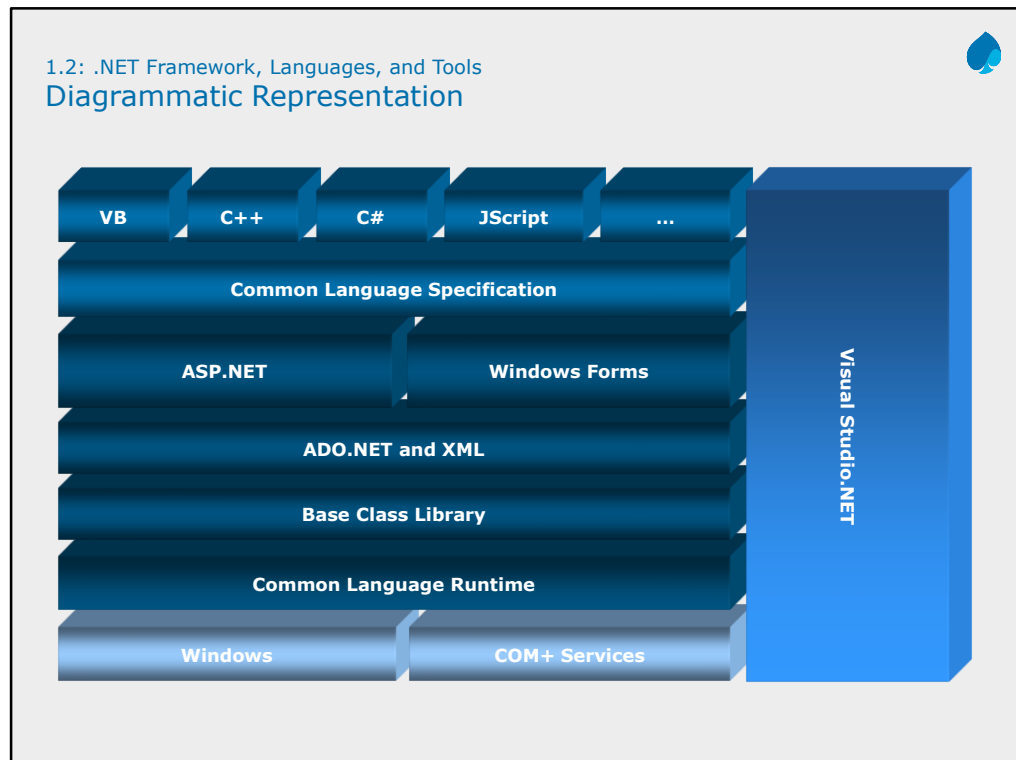 1.2: .NET Framework, Languages, and Tools
Diagrammatic Representation
VB
C++
C#
JScript
...
Common Language Specification
ASP.NET
Windows Forms
ADO.NET and XML
Base Class Library
Common Language Runtime
Windows
COM+ Services
Visual Studio.NET